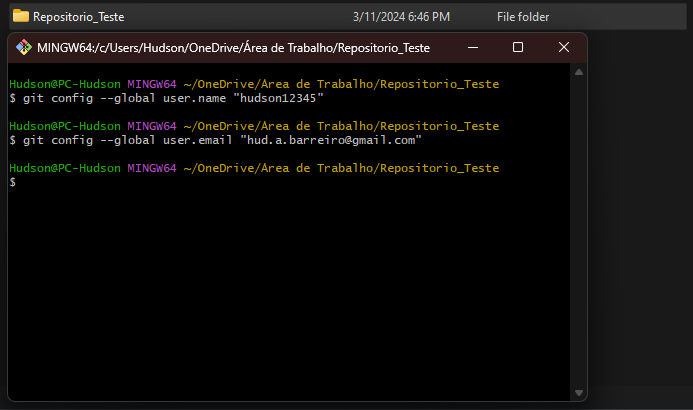 Repositorio_Teste 3/11/2024 6:46 PM File folder
MINGW64:/c/Users/Hudson/OneDrive/Área de Trabalho/Repositorio_Teste
Hudson@PC-Hudson MINGW64 ~/OneDrive/Área de Trabalho/Repositorio_Teste
$ git config --global user.name "hudson12345"
Hudson@PC-Hudson MINGW64 ~/OneDrive/Área de Trabalho/Repositorio_Teste
$ git config --global user.email "hud.a.barreiro@gmail.com"
Hudson@PC-Hudson MINGW64 ~/OneDrive/Área de Trabalho/Repositorio_Teste
$